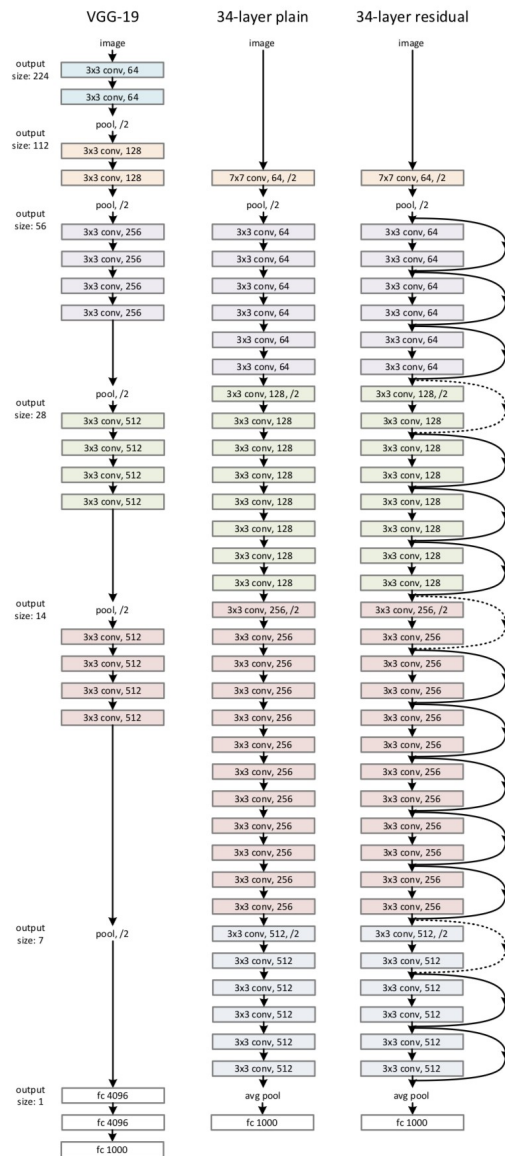 output
size: 224
output
size: 112
output
size: 56
output
size: 28
output
size: 14
output
size: 7
output
size: 1
VGG-19
image
3x3 conv, 64
3x3 conv, 64
pool, /2
3x3 conv, 128
3x3 conv, 128
pool, /2
3x3 conv, 256
3x3 conv, 256
3x3 conv, 256
3x3 conv, 256
pool, /2
3x3 conv, 512
3x3 conv, 512
3x3 conv, 512
3x3 conv, 512
pool, /2
3x3 conv, 512
3x3 conv, 512
3x3 conv, 512
3x3 conv, 512
pool, /2
fc 4096
fc 4096
fc 1000
34-layer plain
image
7x7 conv, 64, /2
pool, /2
3x3 conv, 64
3x3 conv, 64
3x3 conv, 64
3x3 conv, 64
3x3 conv, 64
3x3 conv, 64
3x3 conv, 128, /2
3x3 conv, 128
3x3 conv, 128
3x3 conv, 128
3x3 conv, 128
3x3 conv, 128
3x3 conv, 128
3x3 conv, 128
3x3 conv, 256, /2
3x3 conv, 256
3x3 conv, 256
3x3 conv, 256
3x3 conv, 256
3x3 conv, 256
3x3 conv, 256
3x3 conv, 256
3x3 conv, 256
3x3 conv, 256
3x3 conv, 256
3x3 conv, 256
3x3 conv, 512, /2
3x3 conv, 512
3x3 conv, 512
3x3 conv, 512
3x3 conv, 512
3x3 conv, 512
avg pool
fc 1000
34-layer residual
image
7x7 conv, 64, /2
pool, /2
3x3 conv, 64
3x3 conv, 64
3x3 conv, 64
3x3 conv, 64
3x3 conv, 64
3x3 conv, 64
3x3 conv, 128, /2
3x3 conv, 128
3x3 conv, 128
3x3 conv, 128
3x3 conv, 128
3x3 conv, 128
3x3 conv, 128
3x3 conv, 128
3x3 conv, 256, /2
3x3 conv, 256
3x3 conv, 256
3x3 conv, 256
3x3 conv, 256
3x3 conv, 256
3x3 conv, 256
3x3 conv, 256
3x3 conv, 256
3x3 conv, 256
3x3 conv, 256
3x3 conv, 256
3x3 conv, 512, /2
3x3 conv, 512
3x3 conv, 512
3x3 conv, 512
3x3 conv, 512
3x3 conv, 512
avg pool
fc 1000